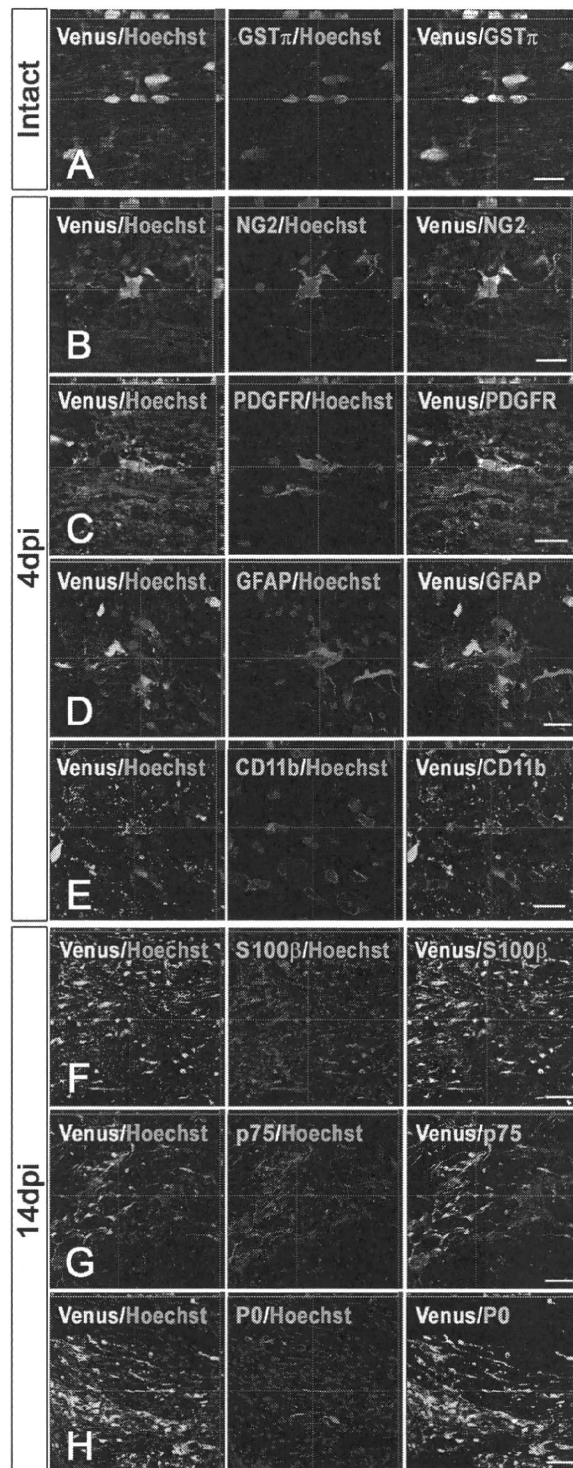 Intact
Venus/Hoechst GSTπ/Hoechst Venus/GSTπ
A
4dpi
Venus/Hoechst NG2/Hoechst Venus/NG2
B
Venus/Hoechst PDGFR/Hoechst Venus/PDGFR
C
Venus/Hoechst GFAP/Hoechst Venus/GFAP
D
Venus/Hoechst CD11b/Hoechst Venus/CD11b
E
14dpi
Venus/Hoechst S100β/Hoechst Venus/S100β
F
Venus/Hoechst p75/Hoechst Venus/p75
G
Venus/Hoechst P0/Hoechst Venus/P0
H